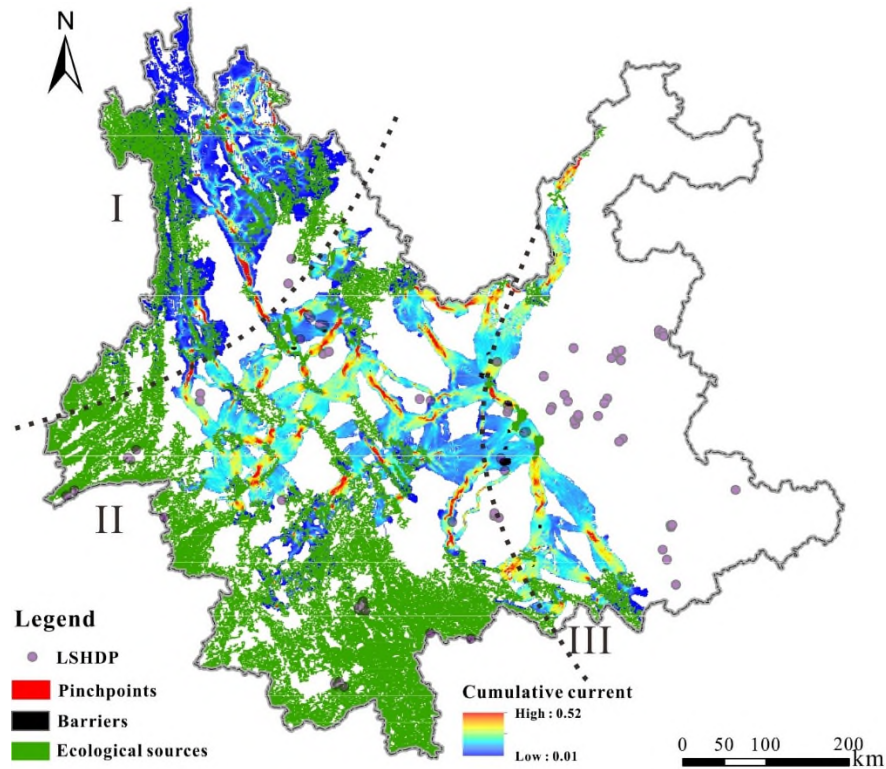 N
I
II
III
Legend
LSHDP
Pinchpoints
Barriers
Ecological sources
Cumulative current
High : 0.52
Low : 0.01
0 50 100 200 km